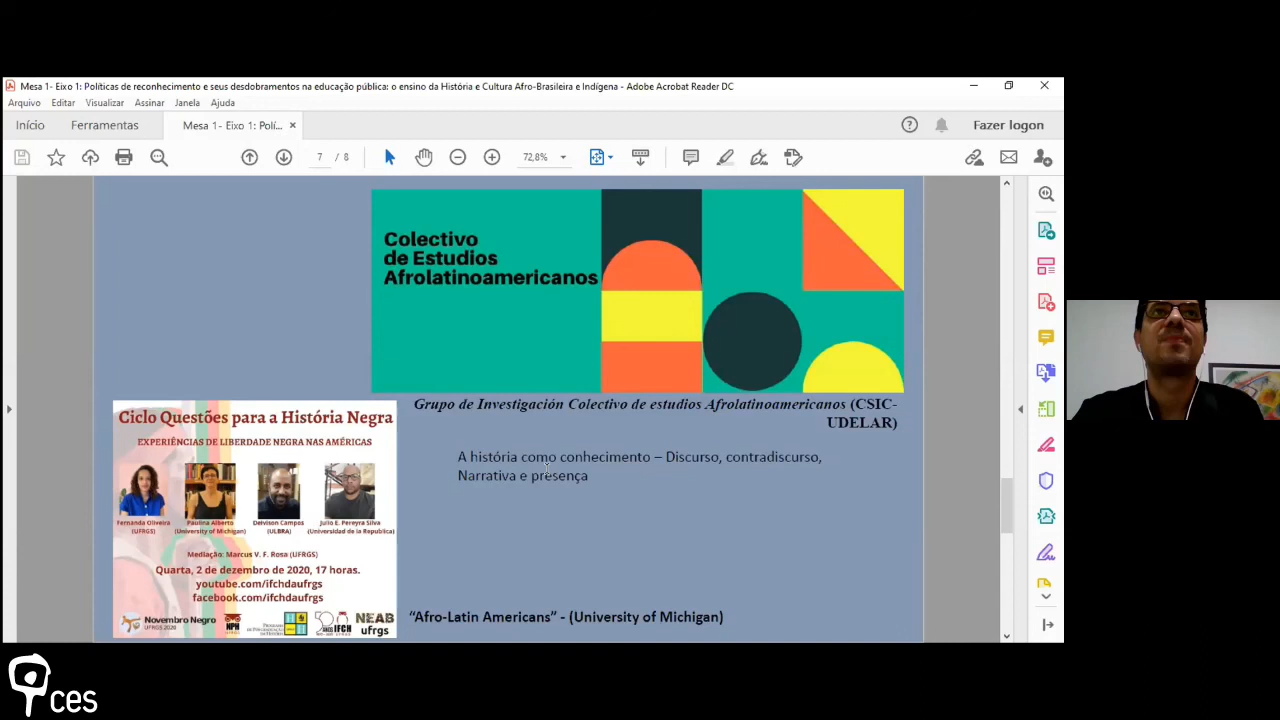 Mesa 1- Eixo 1: Políticas de reconhecimento e seus desdobramentos na educação pública: o ensino da História e Cultura Afro-Brasileira e Indígena - Adobe Acrobat Reader DC
Arquivo Editar Visualizar Assinar Janela Ajuda
Início Ferramentas Mesa 1- Eixo 1: Polí... × Fazer logon
7 / 8 72,8%
Colectivo
de Estudios
Afrolatinoamericanos
Grupo de Investigación Colectivo de estudios Afrolatinoamericanos (CSIC-
UDELAR)
A história como conhecimento – Discurso, contradiscurso,
Narrativa e presença
Ciclo Questões para a História Negra
EXPERIÊNCIAS DE LIBERDADE NEGRA NAS AMÉRICAS
Fernanda Oliveira Paulina Alberto Deivison Campos Julio E. Pereyra Silva
(UFRGS) (University of Michigan) (ULBRA) (Universidad de la Republica)
Mediação: Marcus V. F. Rosa (UFRGS)
Quarta, 2 de dezembro de 2020, 17 horas.
youtube.com/ifchdaufrgs
facebook.com/ifchdaufrgs
Novembro Negro
UFRGS 2020
IFCH
NEAB
ufrgs
“Afro-Latin Americans” - (University of Michigan)
ces